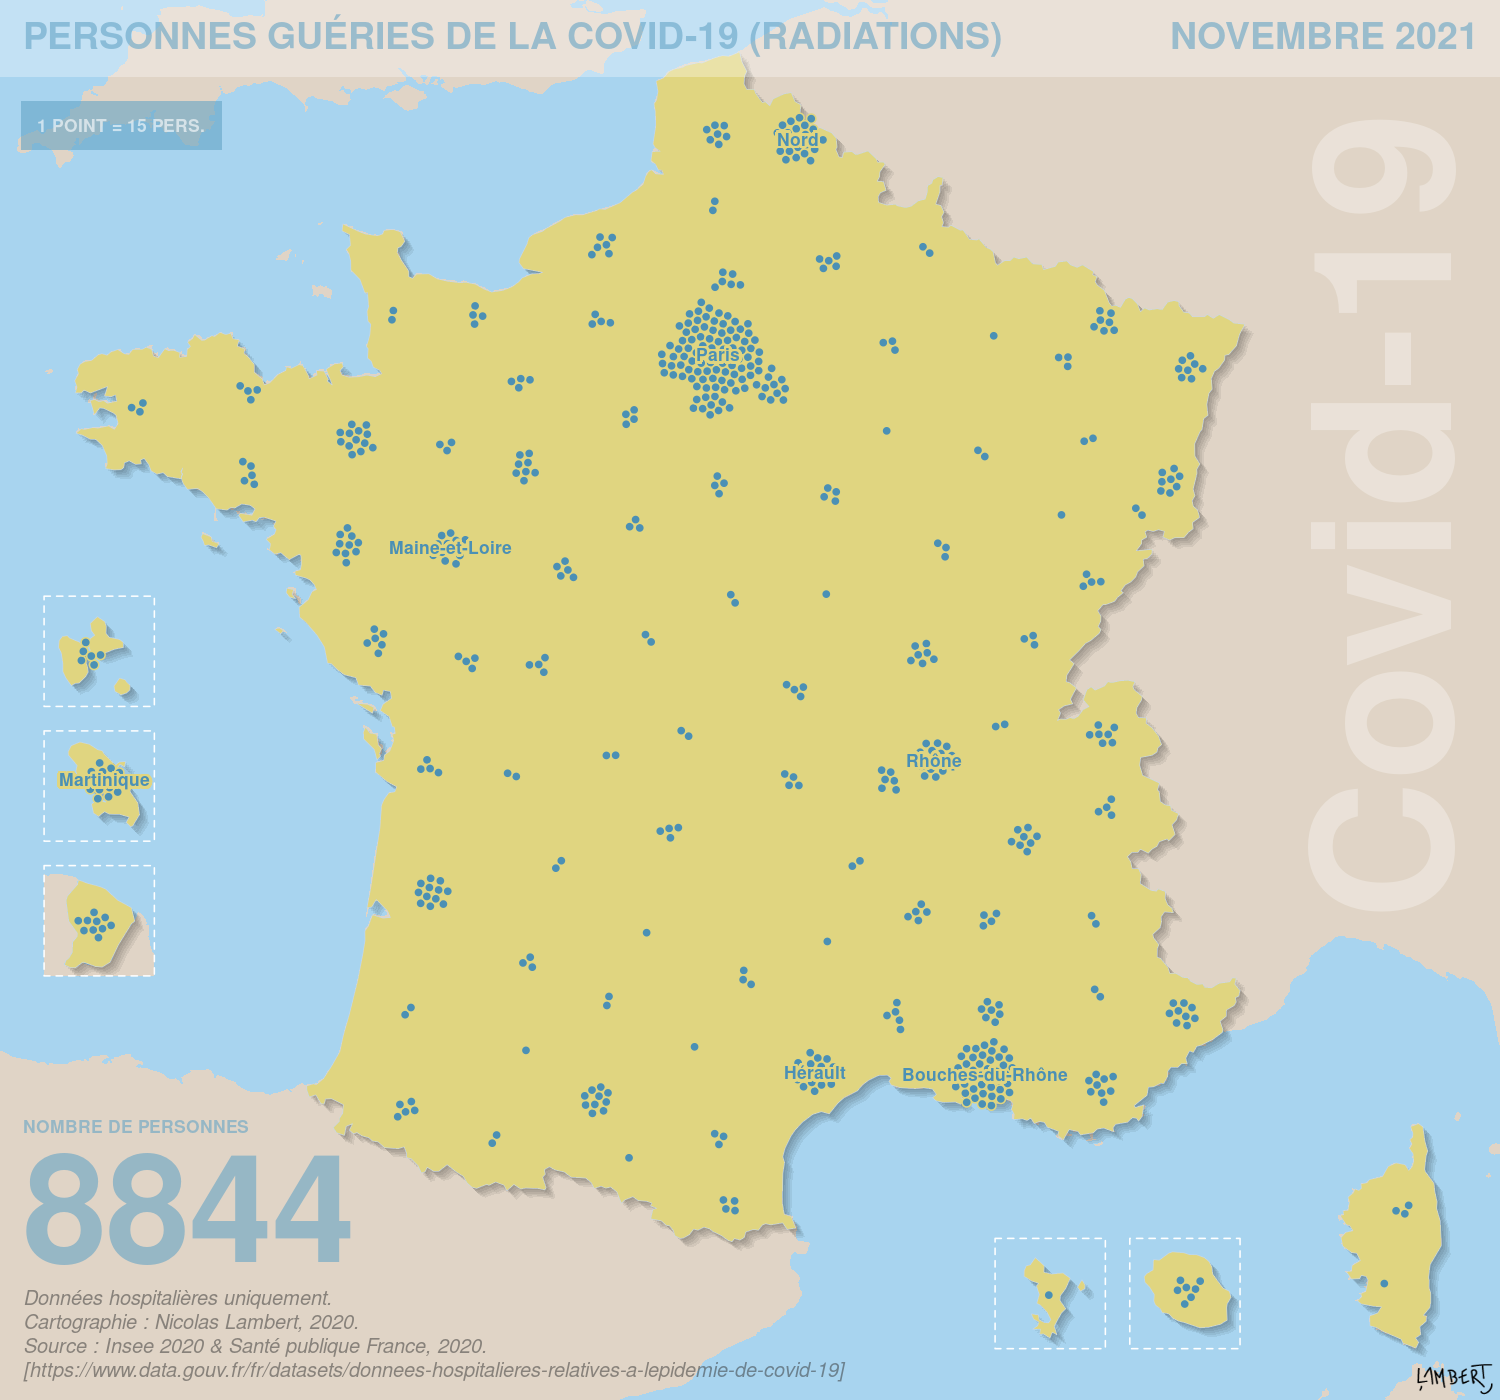 PERSONNES GUÉRIES DE LA COVID-19 (RADIATIONS)
NOVEMBRE 2021
1 POINT = 15 PERS.
Covid-19
Nord
Paris
Maine-et-Loire
Rhône
Martinique
Hérault
Bouches-du-Rhône
NOMBRE DE PERSONNES
8844
Données hospitalières uniquement.
Cartographie : Nicolas Lambert, 2020.
Source : Insee 2020 & Santé publique France, 2020.
[https://www.data.gouv.fr/fr/datasets/donnees-hospitalieres-relatives-a-lepidemie-de-covid-19]
LAMBERT